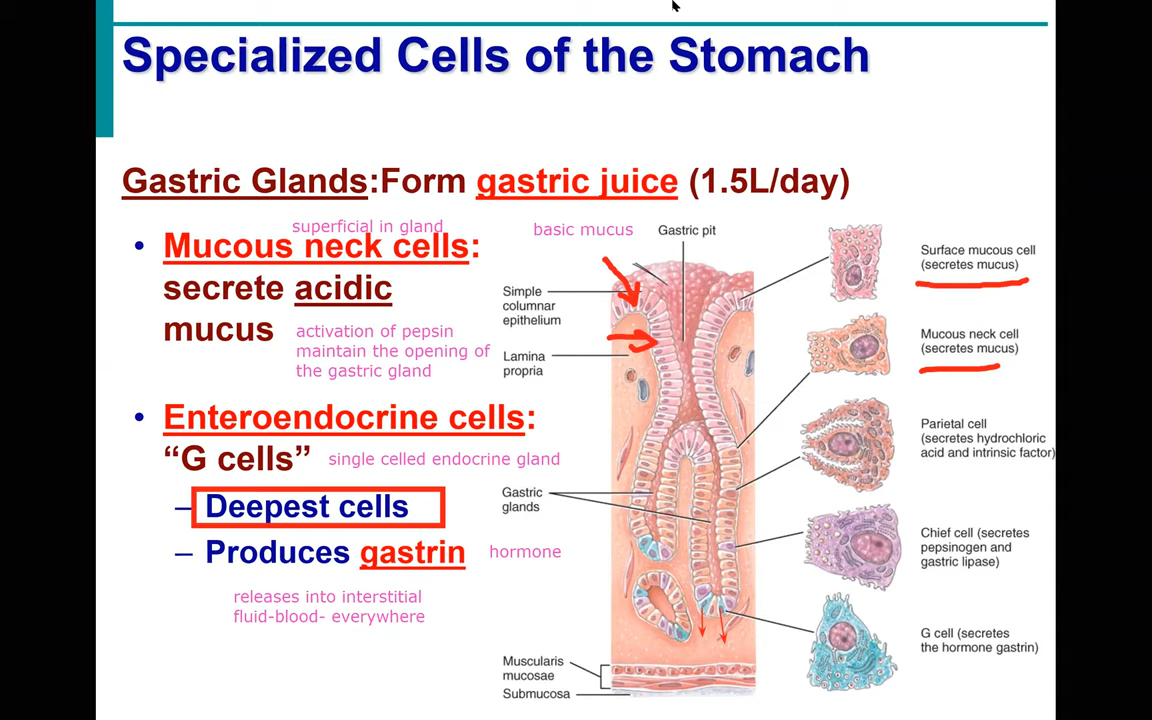 Specialized Cells of the Stomach
Gastric Glands:Form gastric juice (1.5L/day)
superficial in gland
• Mucous neck cells:
secrete acidic
mucus
activation of pepsin
maintain the opening of
the gastric gland
• Enteroendocrine cells:
“G cells”
single celled endocrine gland
– Deepest cells
– Produces gastrin
hormone
releases into interstitial
fluid-blood- everywhere
basic mucus
Gastric pit
Simple
columnar
epithelium
Lamina
propria
Gastric
glands
Muscularis
mucosae
Submucosa
Surface mucous cell
(secretes mucus)
Mucous neck cell
(secretes mucus)
Parietal cell
(secretes hydrochloric
acid and intrinsic factor)
Chief cell (secretes
pepsinogen and
gastric lipase)
G cell (secretes
the hormone gastrin)